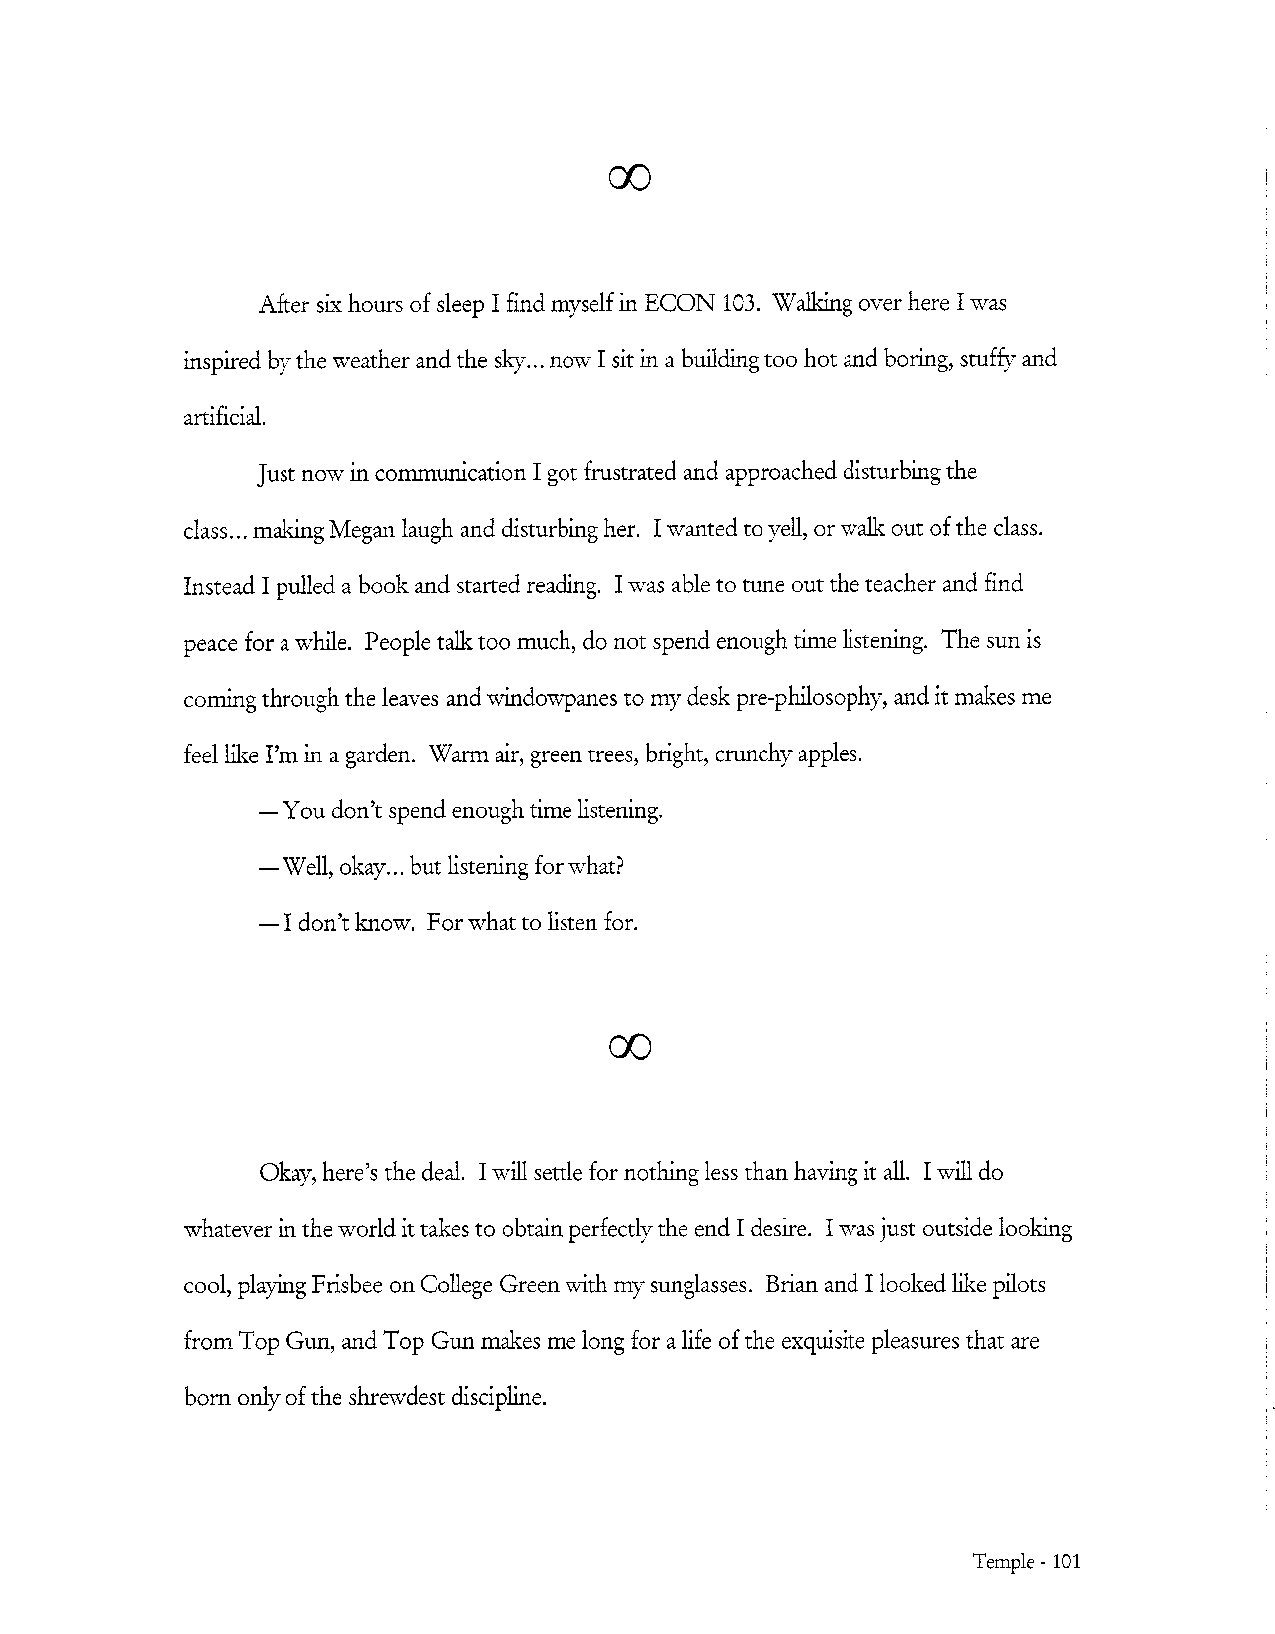 ∞
After six hours of sleep I find myself in ECON 103. Walking over here I was
inspired by the weather and the sky... now I sit in a building too hot and boring, stuffy and
artificial.
Just now in communication I got frustrated and approached disturbing the
class... making Megan laugh and disturbing her. I wanted to yell, or walk out of the class.
Instead I pulled a book and started reading. I was able to tune out the teacher and find
peace for a while. People talk too much, do not spend enough time listening. The sun is
coming through the leaves and windowpanes to my desk pre-philosophy, and it makes me
feel like I'm in a garden. Warm air, green trees, bright, crunchy apples.
— You don't spend enough time listening.
— Well, okay... but listening for what?
— I don't know. For what to listen for.
∞
Okay, here's the deal. I will settle for nothing less than having it all. I will do
whatever in the world it takes to obtain perfectly the end I desire. I was just outside looking
cool, playing Frisbee on College Green with my sunglasses. Brian and I looked like pilots
from Top Gun, and Top Gun makes me long for a life of the exquisite pleasures that are
born only of the shrewdest discipline.
Temple - 101